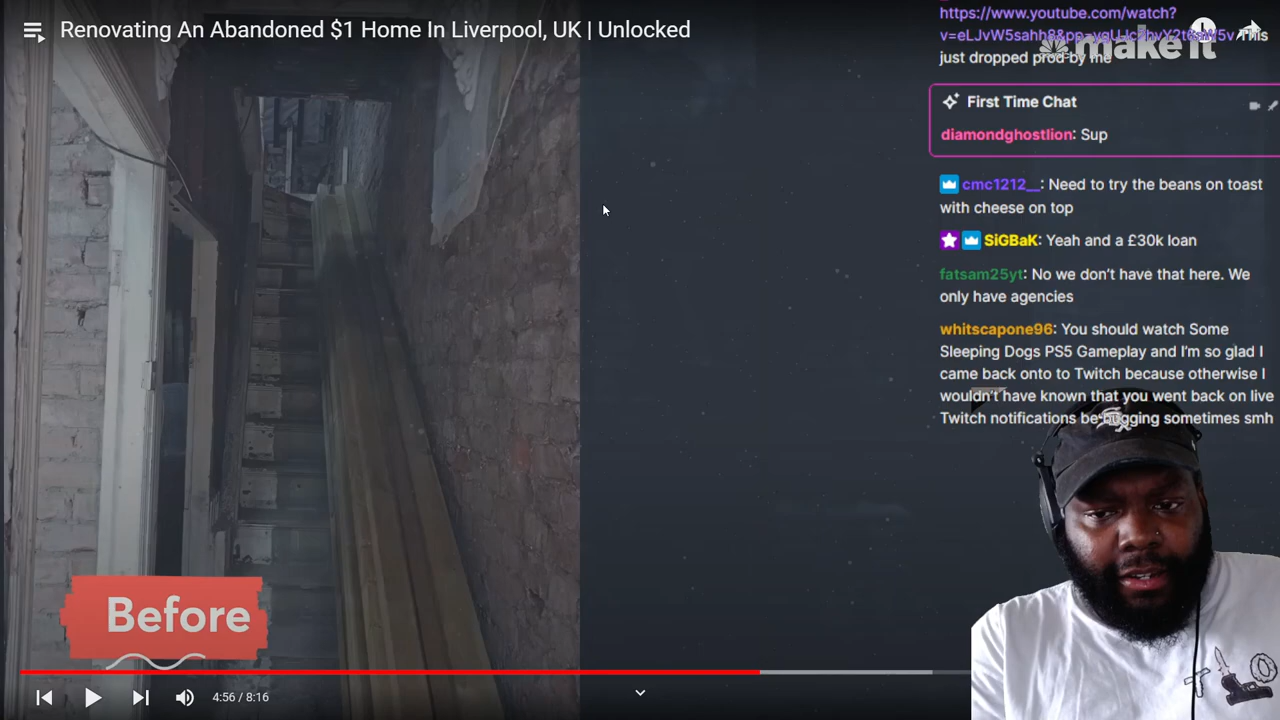 Renovating An Abandoned $1 Home In Liverpool, UK | Unlocked
make it
https://www.youtube.com/watch?
This
just dropped prod by me
First Time Chat
diamondghostlion: Sup
cmc1212__: Need to try the beans on toast
with cheese on top
SiGBaK: Yeah and a £30k loan
fatsam25yt: No we don't have that here. We
only have agencies
whitscapone96: You should watch Some
Sleeping Dogs PS5 Gameplay and I'm so glad I
came back onto to Twitch because otherwise I
wouldn't have known that you went back on live
Twitch notifications be bugging sometimes smh
Before
4:56 / 8:16